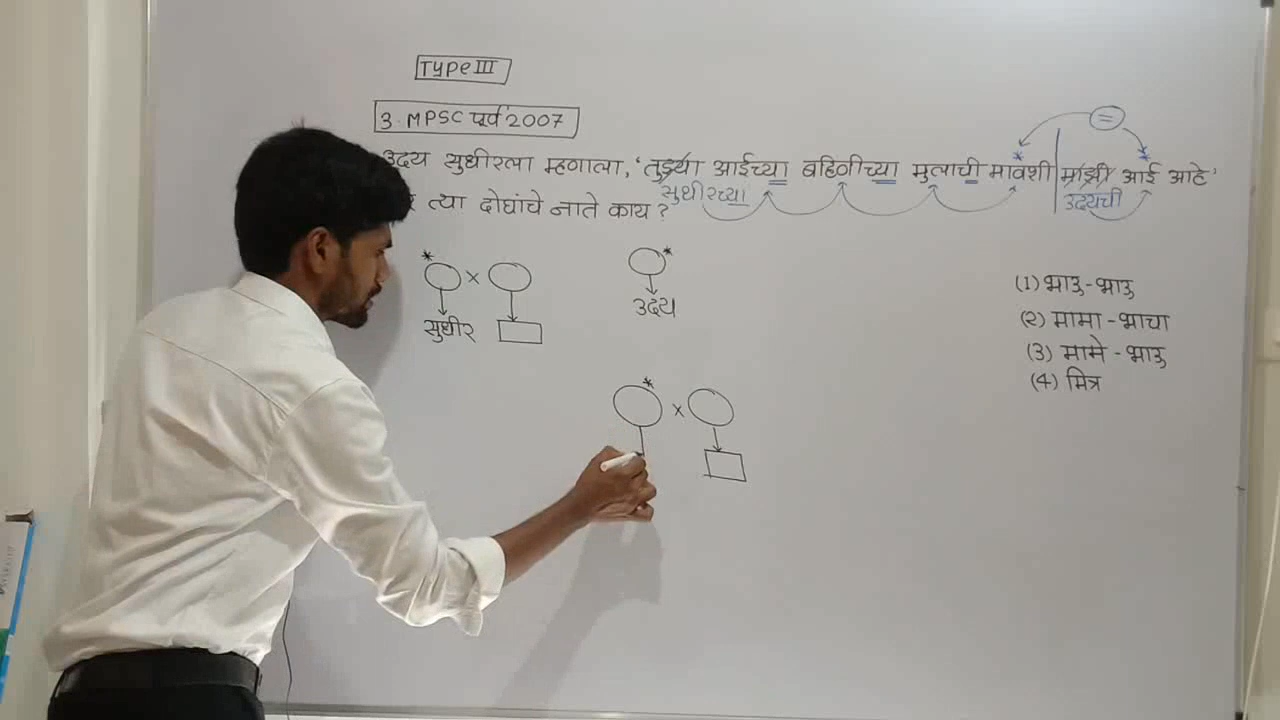 Type III
3. MPSC पूर्व 2007
उदय सुधीरला म्हणाला, 'तुझ्या आईच्या बहिणीच्या मुलाची मावशी माझी आई आहे'
सुधीरच्या उदयची
त्या दोघांचे नाते काय ?
* × *
सुधीर उदय
(1) भाऊ - भाऊ
(2) मामा - भाचा
(3) मामे - भाऊ
(4) मित्र
* ×